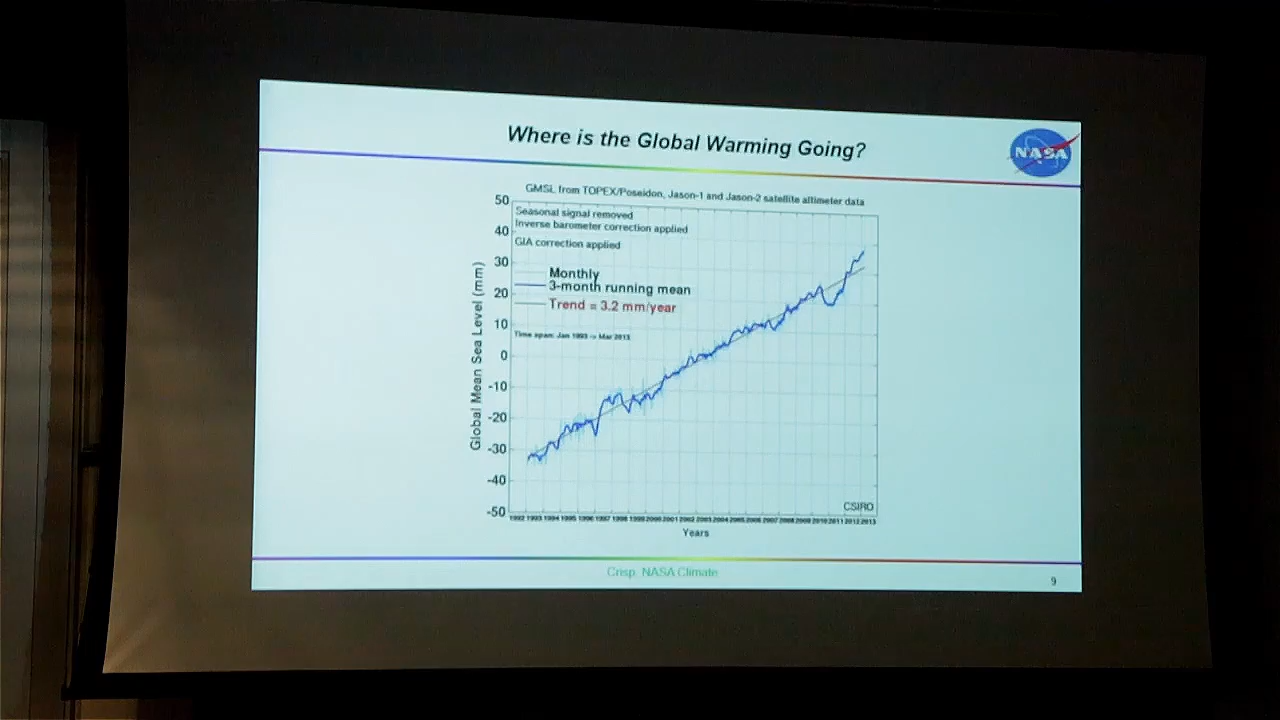 Where is the Global Warming Going?
NASA
GMSL from TOPEX/Poseidon, Jason-1 and Jason-2 satellite altimeter data
50
Seasonal signal removed
Inverse barometer correction applied
40
GIA correction applied
30
Monthly
3-month running mean
20
Trend = 3.2 mm/year
10
Time span: Jan 1993 -> Mar 2013
0
-10
-20
-30
-40
-50
Global Mean Sea Level (mm)
CSIRO
1992 1993 1994 1995 1996 1997 1998 1999 2000 2001 2002 2003 2004 2005 2006 2007 2008 2009 2010 2011 2012 2013
Years
Crisp, NASA Climate
9